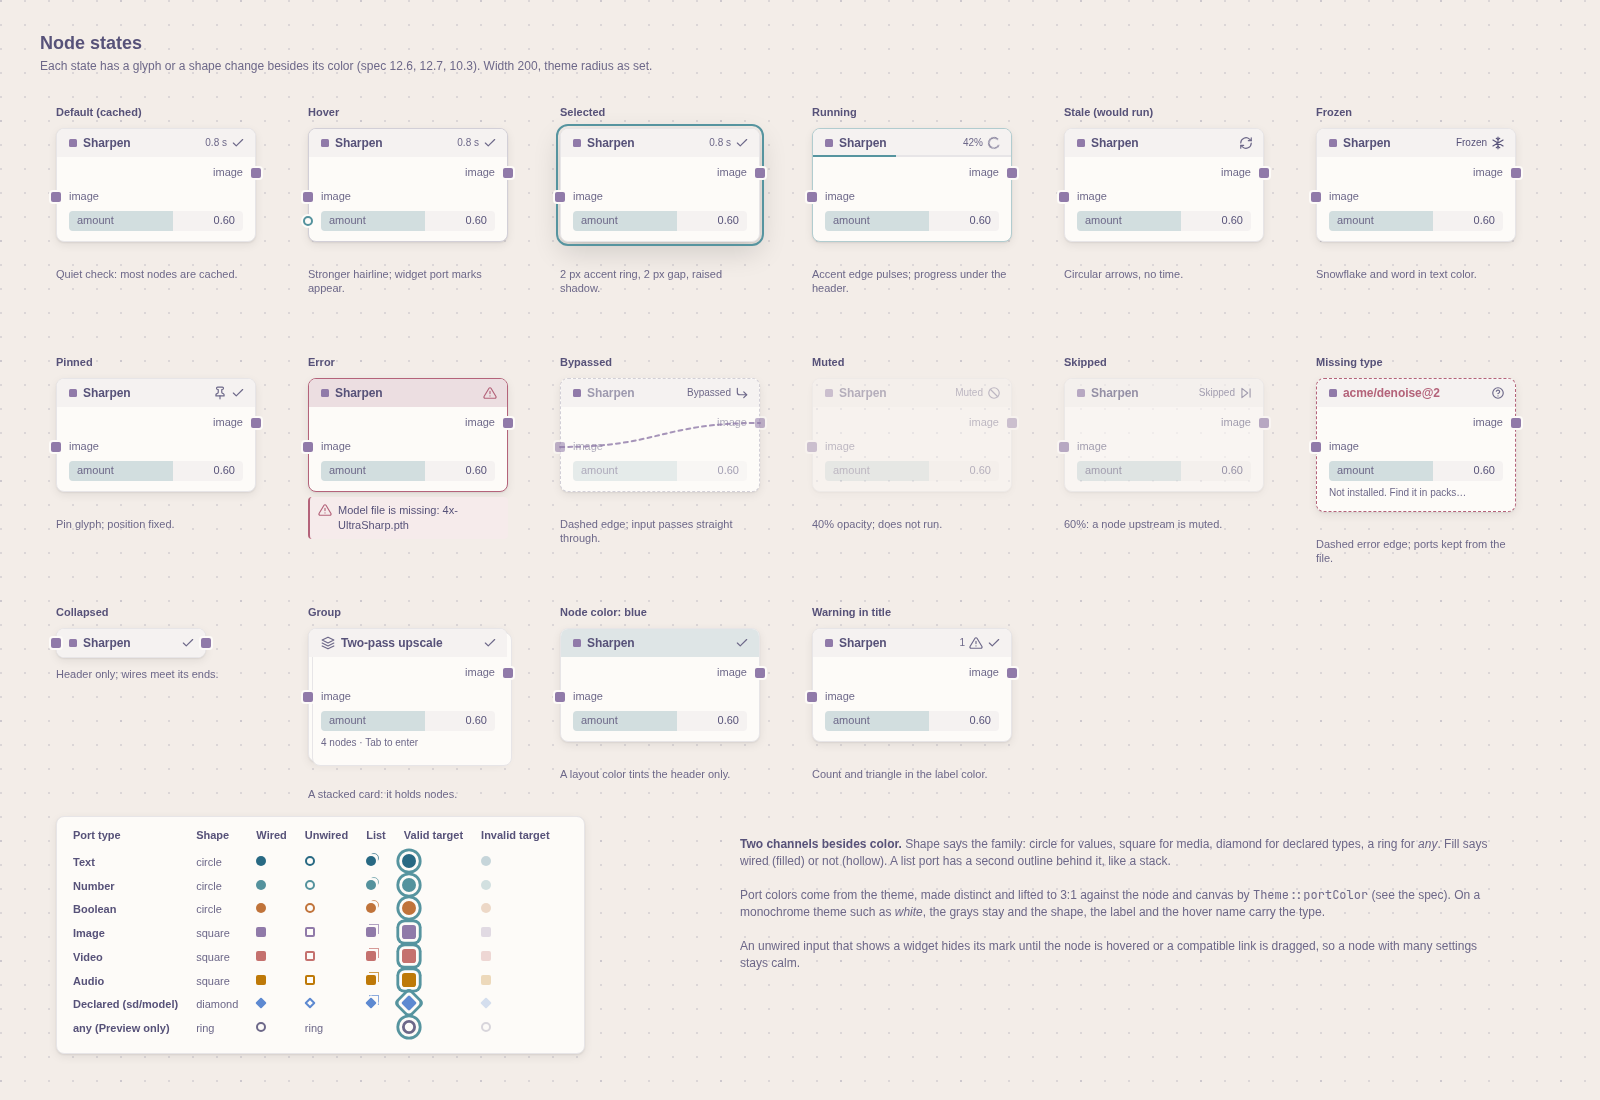 Node states
Each state has a glyph or a shape change besides its color (spec 12.6, 12.7, 10.3). Width 200, theme radius as set.
Default (cached)
Sharpen 0.8 s
image
image
amount 0.60
Quiet check: most nodes are cached.
Hover
Sharpen 0.8 s
image
image
amount 0.60
Stronger hairline; widget port marks
appear.
Selected
Sharpen 0.8 s
image
image
amount 0.60
2 px accent ring, 2 px gap, raised
shadow.
Running
Sharpen 42%
image
image
amount 0.60
Accent edge pulses; progress under the
header.
Stale (would run)
Sharpen
image
image
amount 0.60
Circular arrows, no time.
Frozen
Sharpen Frozen
image
image
amount 0.60
Snowflake and word in text color.
Pinned
Sharpen
image
image
amount 0.60
Pin glyph; position fixed.
Error
Sharpen
image
image
amount 0.60
Model file is missing: 4x-
UltraSharp.pth
Bypassed
Sharpen Bypassed
image
image
amount 0.60
Dashed edge; input passes straight
through.
Muted
Sharpen Muted
image
image
amount 0.60
40% opacity; does not run.
Skipped
Sharpen Skipped
image
image
amount 0.60
60%: a node upstream is muted.
Missing type
acme/denoise@2
image
image
amount 0.60
Not installed. Find it in packs…
Dashed error edge; ports kept from the
file.
Collapsed
Sharpen
Header only; wires meet its ends.
Group
Two-pass upscale
image
image
amount 0.60
4 nodes · Tab to enter
A stacked card: it holds nodes.
Node color: blue
Sharpen
image
image
amount 0.60
A layout color tints the header only.
Warning in title
Sharpen 1
image
image
amount 0.60
Count and triangle in the label color.
Port type Shape Wired Unwired List Valid target Invalid target
Text circle
Number circle
Boolean circle
Image square
Video square
Audio square
Declared (sd/model) diamond
any (Preview only) ring ring
Two channels besides color. Shape says the family: circle for values, square for media, diamond for declared types, a ring for any. Fill says
wired (filled) or not (hollow). A list port has a second outline behind it, like a stack.
Port colors come from the theme, made distinct and lifted to 3:1 against the node and canvas by Theme::portColor (see the spec). On a
monochrome theme such as white, the grays stay and the shape, the label and the hover name carry the type.
An unwired input that shows a widget hides its mark until the node is hovered or a compatible link is dragged, so a node with many settings
stays calm.